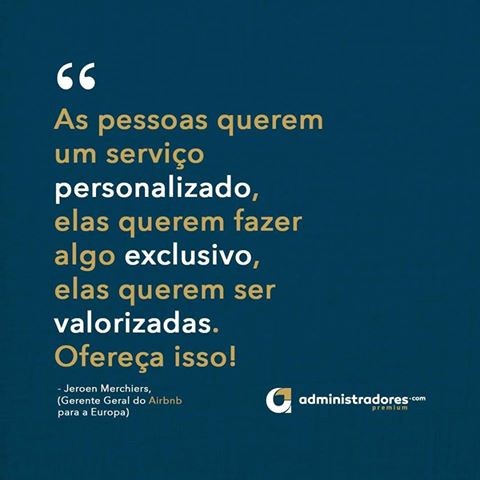 “
As pessoas querem
um serviço
personalizado,
elas querem fazer
algo exclusivo,
elas querem ser
valorizadas.
Ofereça isso!
- Jeroen Merchiers,
(Gerente Geral do Airbnb
para a Europa)
administradores.com
premium